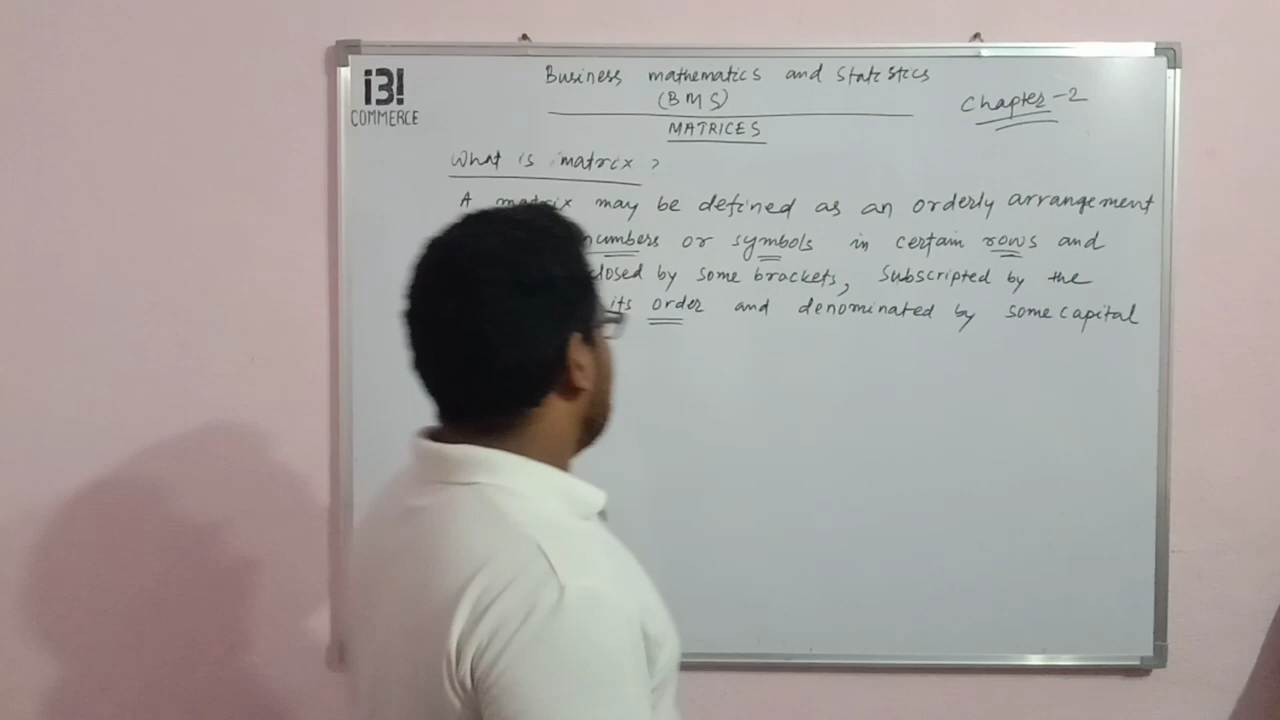 i3!
COMMERCE
Business mathematics and Statistics
(BMS)
Chapter-2
MATRICES
What is matrix ?
A matrix may be defined as an orderly arrangement
numbers or symbols in certain rows and
closed by some brackets, subscripted by the
its order and denominated by some capital